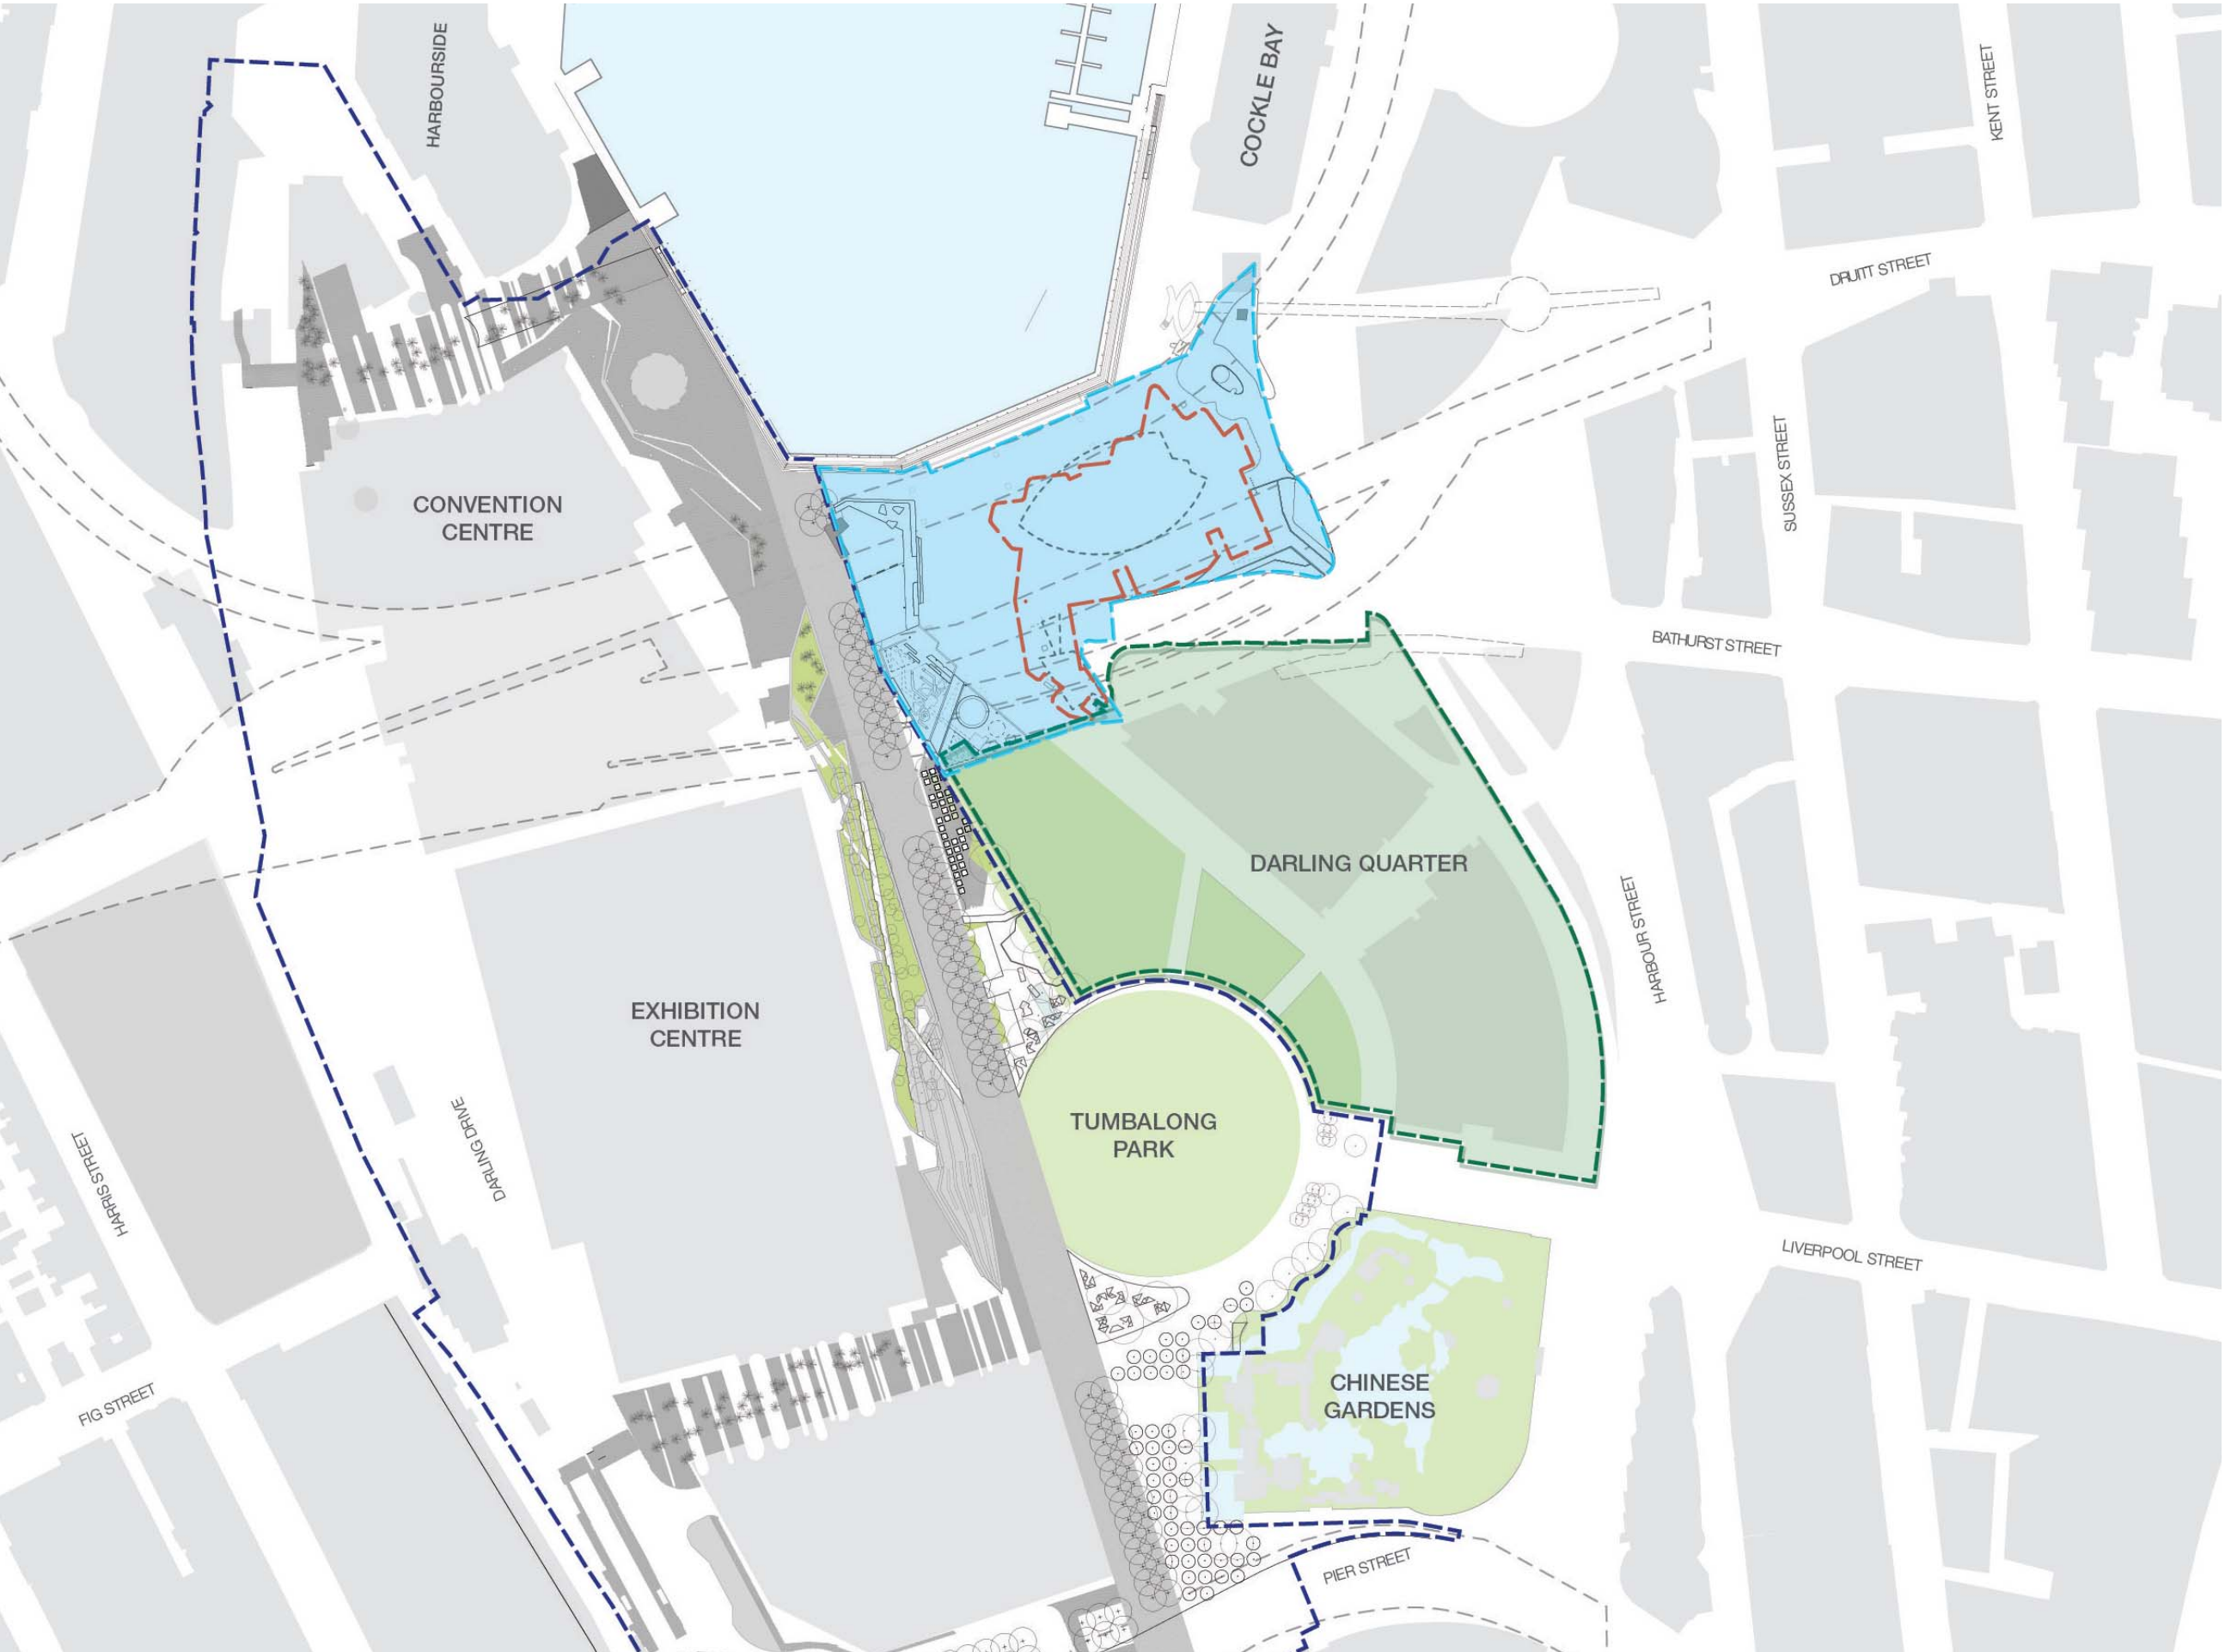 HARBOURSIDE
COCKLE BAY
KENT STREET
DRUITT STREET
CONVENTION
CENTRE
SUSSEX STREET
BATHURST STREET
DARLING QUARTER
HARBOUR STREET
EXHIBITION
CENTRE
TUMBALONG
PARK
DARLING DRIVE
HARRIS STREET
LIVERPOOL STREET
CHINESE
GARDENS
FIG STREET
PIER STREET